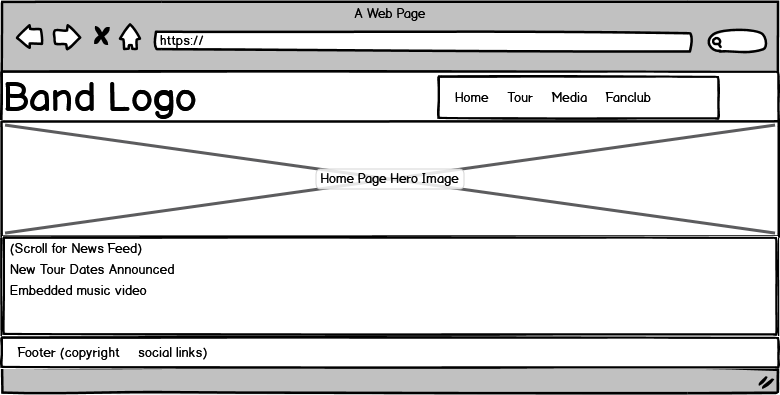 A Web Page
https://
Band Logo
Home Tour Media Fanclub
Home Page Hero Image
(Scroll for News Feed)
New Tour Dates Announced
Embedded music video
Footer (copyright social links)